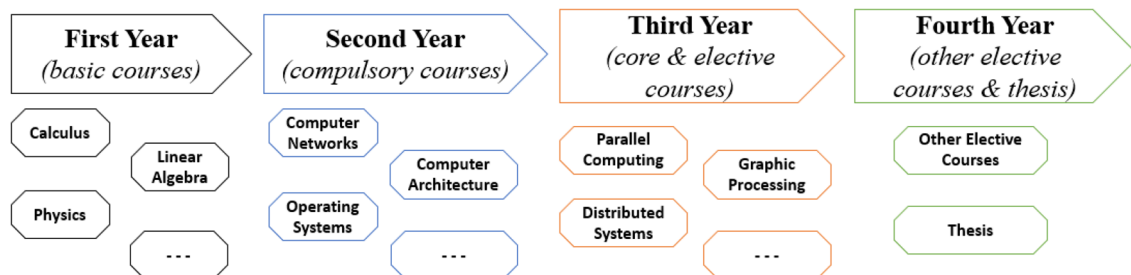 First Year
(basic courses)
Second Year
(compulsory courses)
Third Year
(core & elective
courses)
Fourth Year
(other elective
courses & thesis)
Calculus
Linear
Algebra
Physics
- - -
Computer
Networks
Computer
Architecture
Operating
Systems
- - -
Parallel
Computing
Graphic
Processing
Distributed
Systems
- - -
Other Elective
Courses
Thesis